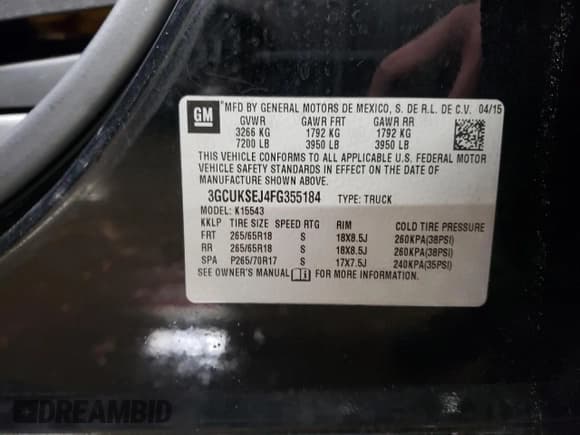 GM
MFD BY GENERAL MOTORS DE MEXICO, S. DE R.L. DE C.V. 04/15
GVWR GAWR FRT GAWR RR
3266 KG 1792 KG 1792 KG
7200 LB 3950 LB 3950 LB
THIS VEHICLE CONFORMS TO ALL APPLICABLE U.S. FEDERAL MOTOR
VEHICLE SAFETY STANDARDS IN EFFECT ON THE DATE OF
MANUFACTURE SHOWN ABOVE.
3GCUKSEJ4FG355184 TYPE: TRUCK
MODEL: K15543
KKLP TIRE SIZE SPEED RTG RIM COLD TIRE PRESSURE
FRT 265/65R18 S 18X8.5J 260KPA(38PSI)
RR 265/65R18 S 18X8.5J 260KPA(38PSI)
SPA P265/70R17 S 17X7.5J 240KPA(35PSI)
SEE OWNER'S MANUAL FOR MORE INFORMATION.
DREAMBID